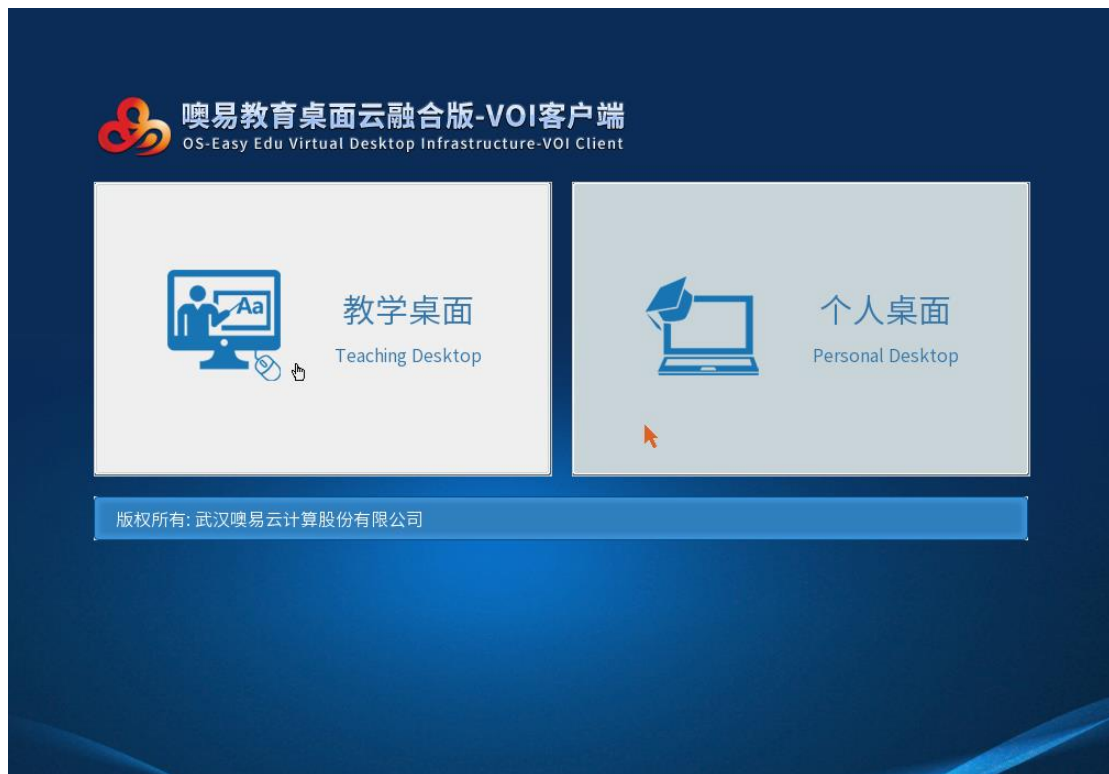 噢易教育桌面云融合版-VOI客户端
OS-Easy Edu Virtual Desktop Infrastructure-VOI Client
Aa
教学桌面
Teaching Desktop
个人桌面
Personal Desktop
版权所有: 武汉噢易云计算股份有限公司